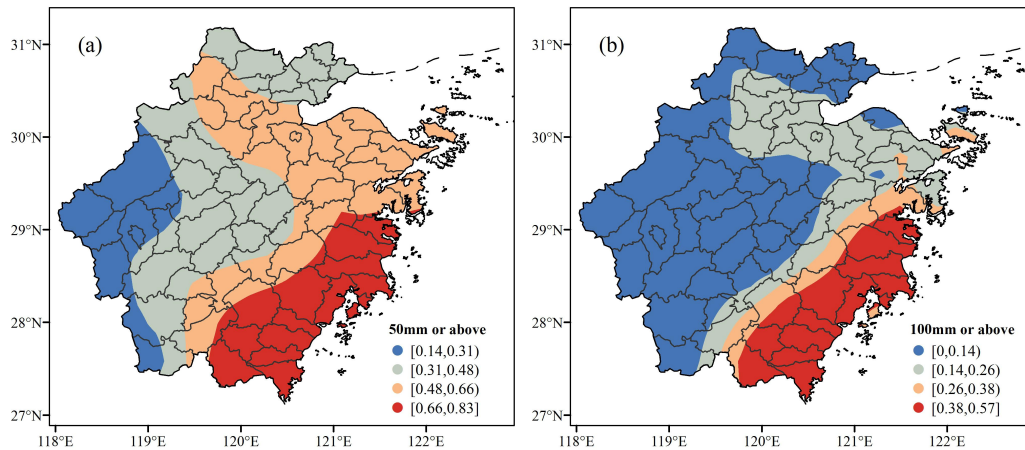 (a)
31°N
30°N
29°N
28°N
27°N
118°E 119°E 120°E 121°E 122°E
50mm or above
[0.14,0.31)
[0.31,0.48)
[0.48,0.66)
[0.66,0.83]
(b)
31°N
30°N
29°N
28°N
27°N
118°E 119°E 120°E 121°E 122°E
100mm or above
[0,0.14)
[0.14,0.26)
[0.26,0.38)
[0.38,0.57]